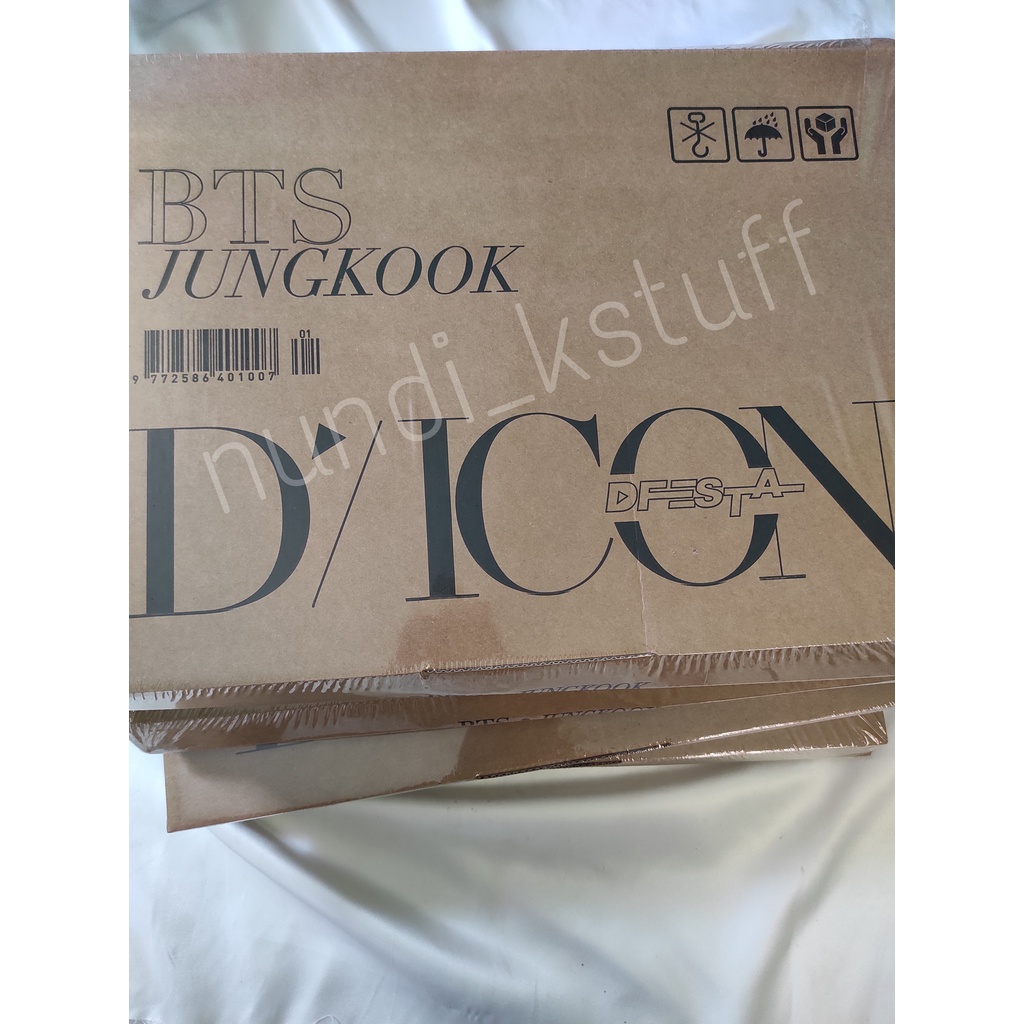 BTS
JUNGKOOK
01
9 772586 401007
nundi_kstuff
D'/ICON
DFESTA
JUNGKOOK
BTS JUNGKOOK